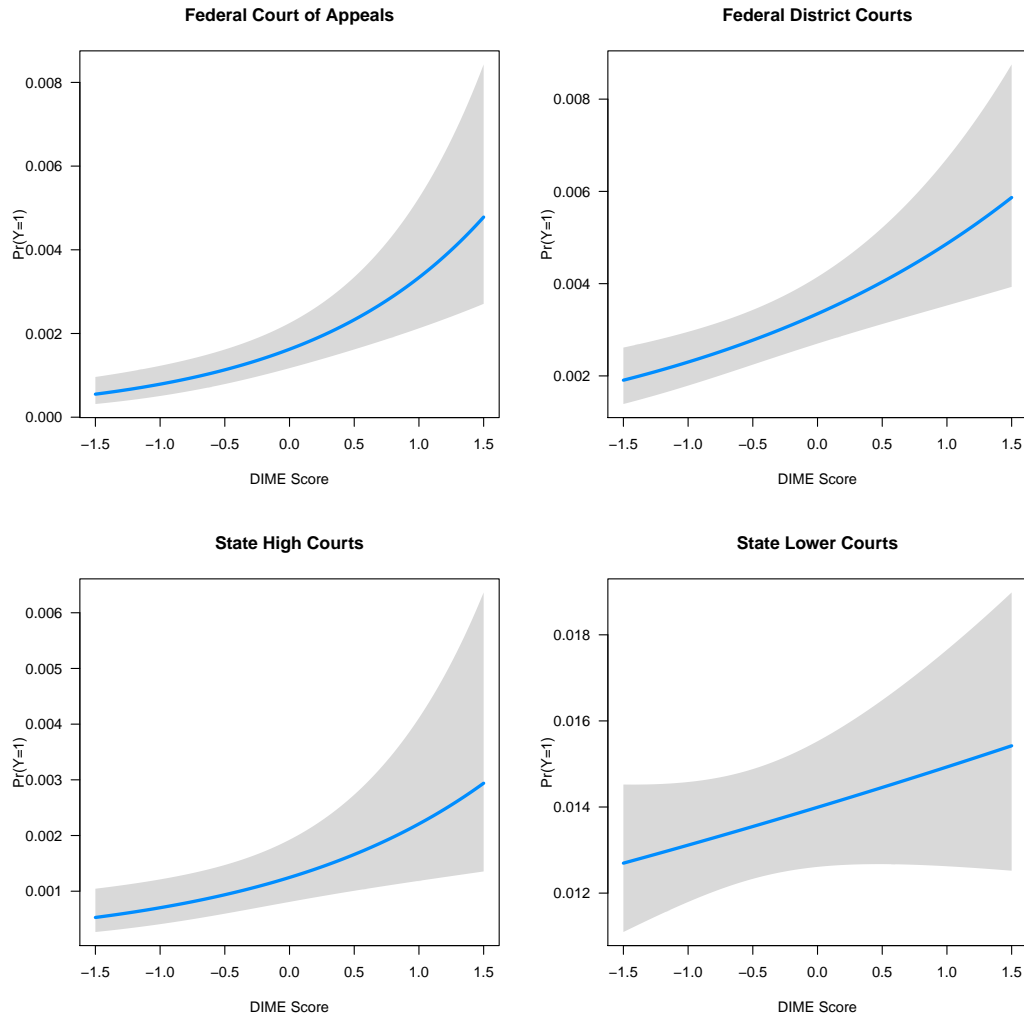 Federal Court of Appeals
Pr(Y=1)
0.008
0.006
0.004
0.002
0.000
−1.5 −1.0 −0.5 0.0 0.5 1.0 1.5
DIME Score
Federal District Courts
Pr(Y=1)
0.008
0.006
0.004
0.002
−1.5 −1.0 −0.5 0.0 0.5 1.0 1.5
DIME Score
State High Courts
Pr(Y=1)
0.006
0.005
0.004
0.003
0.002
0.001
−1.5 −1.0 −0.5 0.0 0.5 1.0 1.5
DIME Score
State Lower Courts
Pr(Y=1)
0.018
0.016
0.014
0.012
−1.5 −1.0 −0.5 0.0 0.5 1.0 1.5
DIME Score